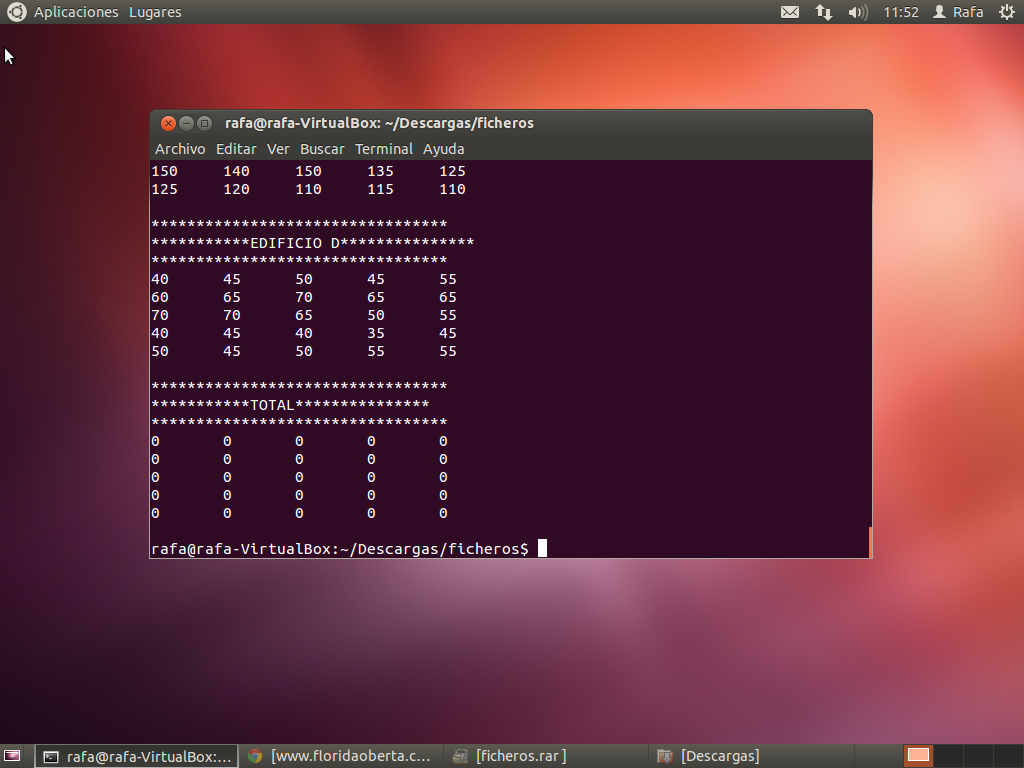 Aplicaciones Lugares 11:52 Rafa
rafa@rafa-VirtualBox: ~/Descargas/ficheros
Archivo Editar Ver Buscar Terminal Ayuda
150 140 150 135 125
125 120 110 115 110
*********************************
***********EDIFICIO D***************
*********************************
40 45 50 45 55
60 65 70 65 65
70 70 65 50 55
40 45 40 35 45
50 45 50 55 55
*********************************
***********TOTAL***************
*********************************
0 0 0 0 0
0 0 0 0 0
0 0 0 0 0
0 0 0 0 0
0 0 0 0 0
rafa@rafa-VirtualBox:~/Descargas/ficheros$
rafa@rafa-VirtualBox:... [www.floridaoberta.c... [ficheros.rar ] [Descargas]